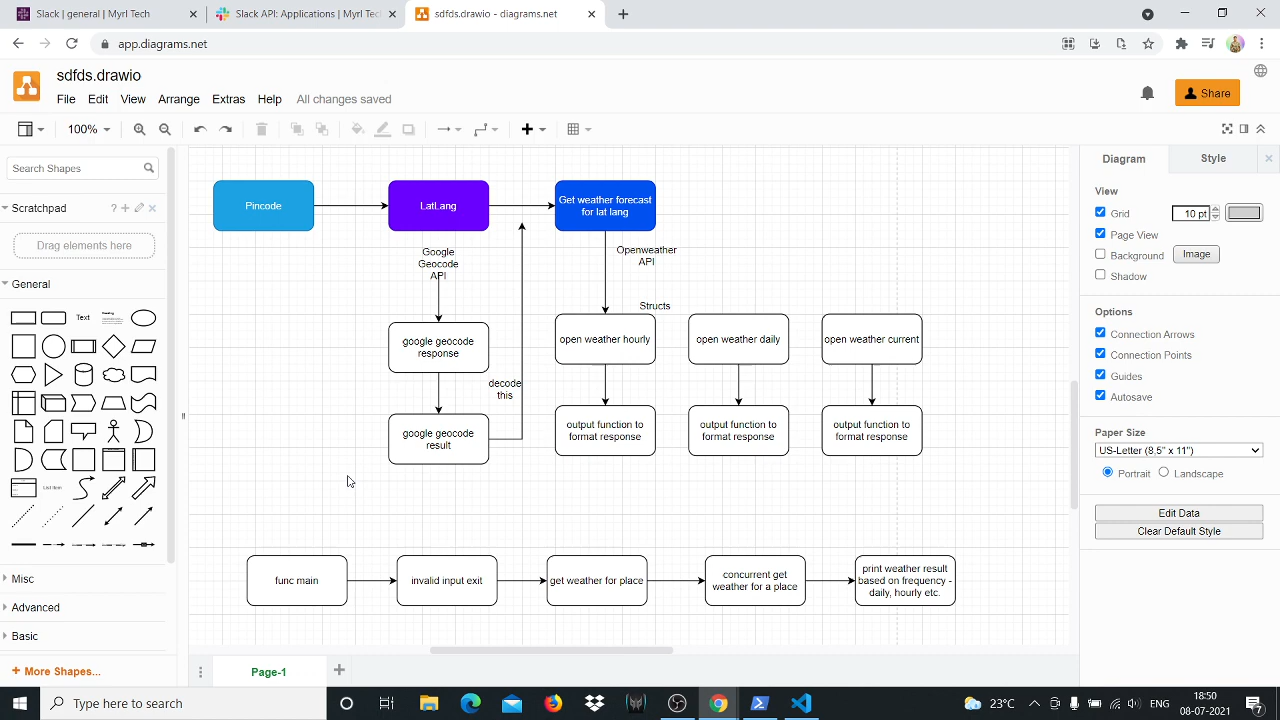 Slack | general | Myrl Tech
Slack API: Applications | Myrl Tec
sdfds.drawio - diagrams.net
app.diagrams.net
sdfds.drawio
File Edit View Arrange Extras Help All changes saved
Share
100%
Search Shapes
Scratchpad
Drag elements here
General
Text
Heading
List Item
Misc
Advanced
Basic
+ More Shapes...
Pincode
LatLang
Get weather forecast
for lat lang
Google
Geocode
API
Openweather
API
Structs
google geocode
response
open weather hourly
open weather daily
open weather current
decode
this
google geocode
result
output function to
format response
output function to
format response
output function to
format response
func main
invalid input exit
get weather for place
concurrent get
weather for a place
print weather result
based on frequency -
daily, hourly etc.
Page-1
Diagram
Style
View
Grid
10 pt
Page View
Background
Image
Shadow
Options
Connection Arrows
Connection Points
Guides
Autosave
Paper Size
US-Letter (8,5" x 11")
Portrait
Landscape
Edit Data
Clear Default Style
Type here to search
23°C
ENG
18:50
08-07-2021
7